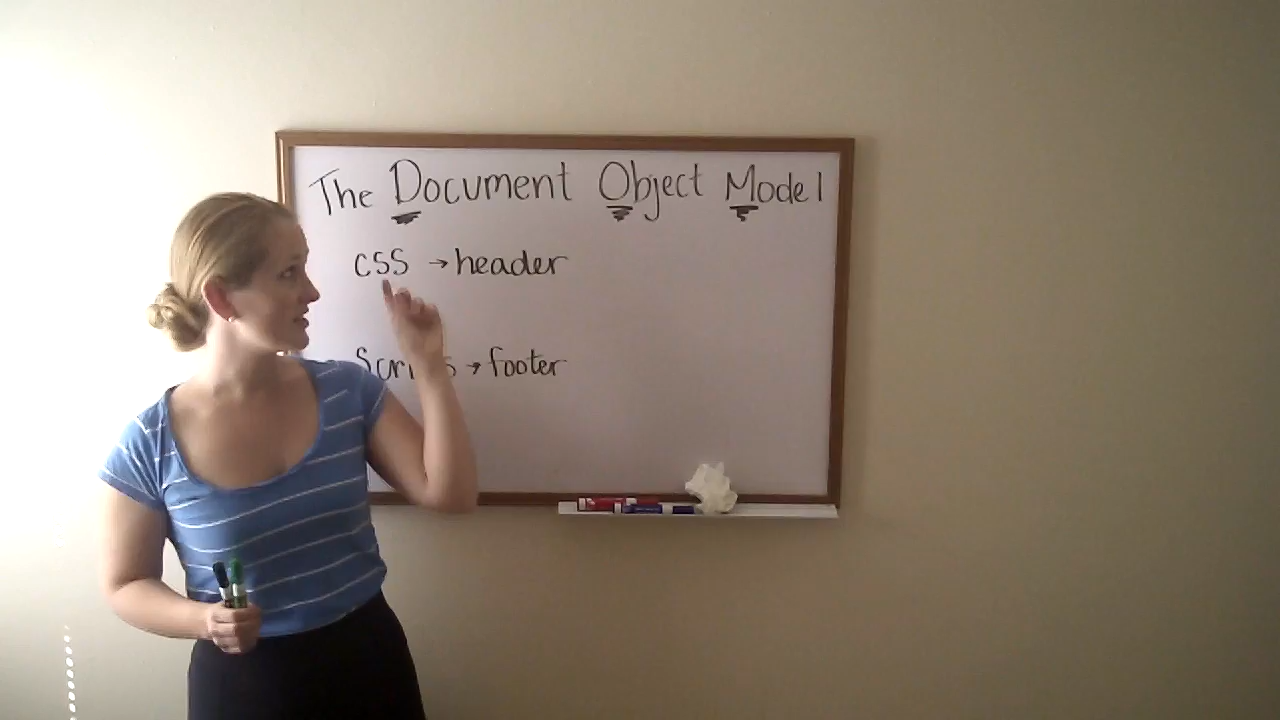 The Document Object Model
CSS → header
→ footer